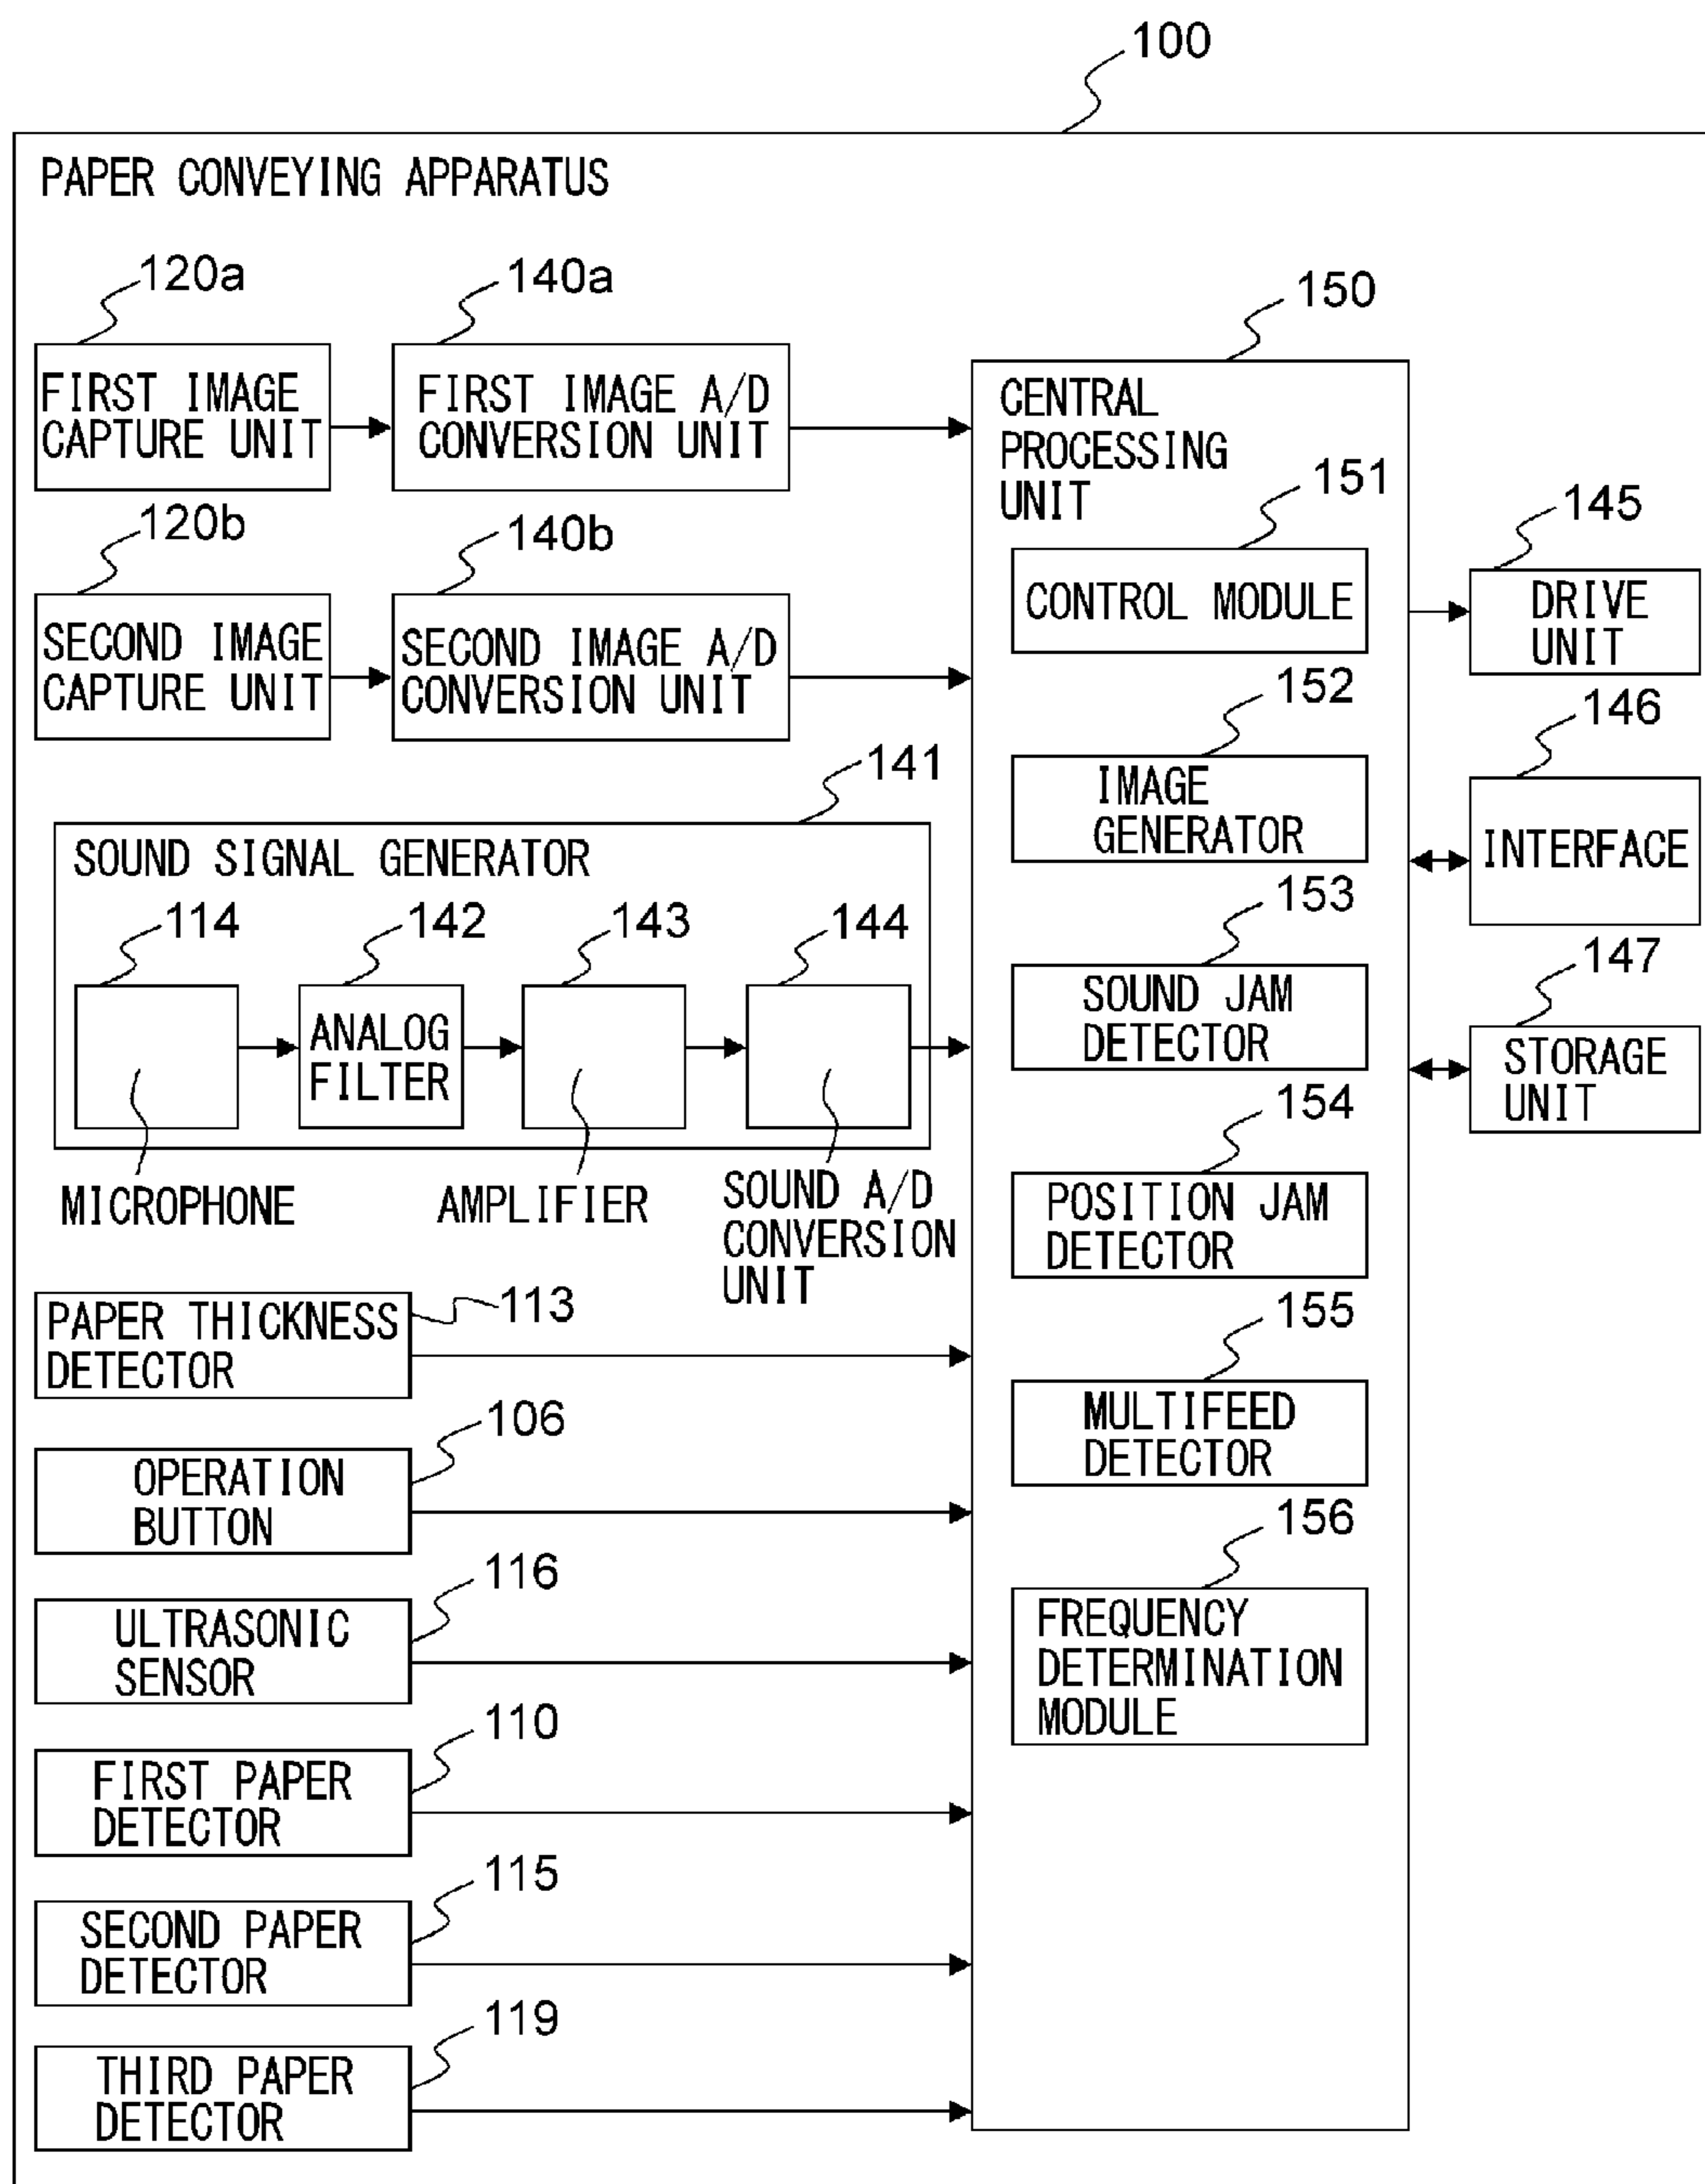 100
PAPER CONVEYING APPARATUS
120a
140a
150
FIRST IMAGE
CAPTURE UNIT
FIRST IMAGE A/D
CONVERSION UNIT
CENTRAL
PROCESSING
UNIT
120b
140b
151
145
SECOND IMAGE
CAPTURE UNIT
SECOND IMAGE A/D
CONVERSION UNIT
CONTROL MODULE
DRIVE
UNIT
152
146
141
IMAGE
GENERATOR
INTERFACE
SOUND SIGNAL GENERATOR
114
142
143
144
153
147
ANALOG
FILTER
SOUND JAM
DETECTOR
STORAGE
UNIT
154
MICROPHONE
AMPLIFIER
SOUND A/D
CONVERSION
UNIT
POSITION JAM
DETECTOR
113
PAPER THICKNESS
DETECTOR
155
106
OPERATION
BUTTON
MULTIFEED
DETECTOR
156
116
ULTRASONIC
SENSOR
FREQUENCY
DETERMINATION
MODULE
110
FIRST PAPER
DETECTOR
115
SECOND PAPER
DETECTOR
119
THIRD PAPER
DETECTOR